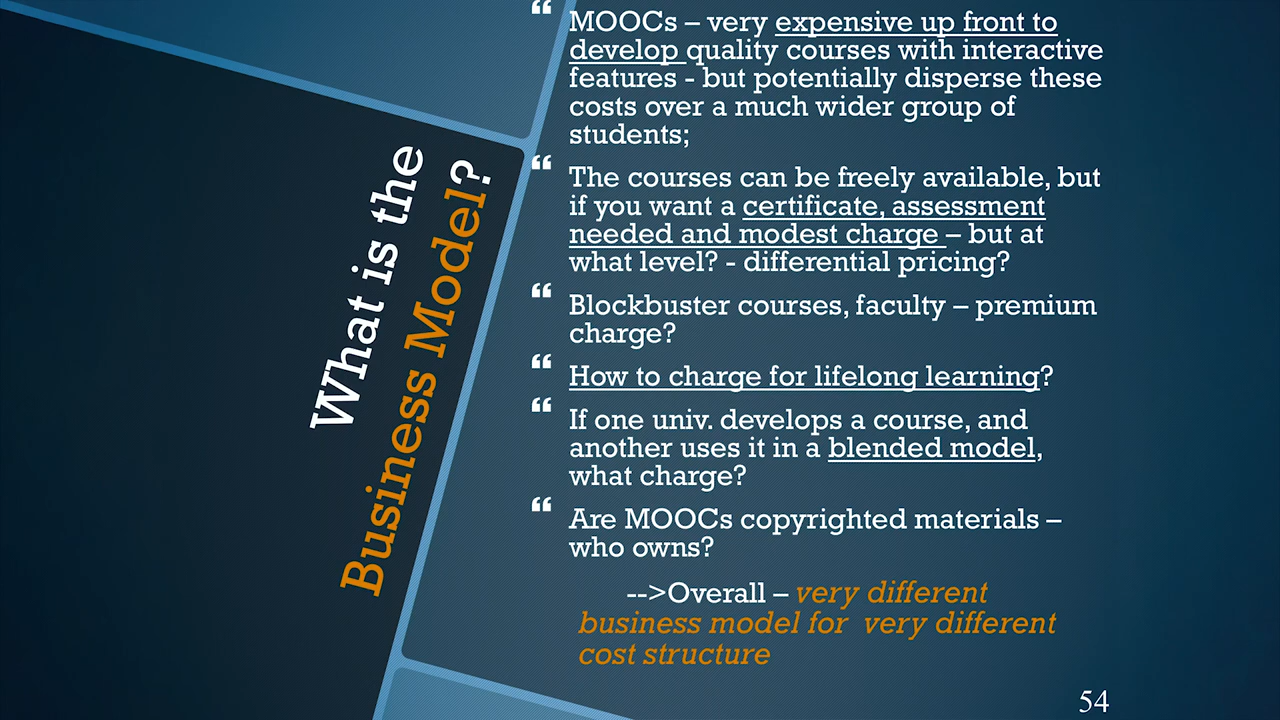 What is the
Business Model?
“ MOOCs – very expensive up front to
develop quality courses with interactive
features - but potentially disperse these
costs over a much wider group of
students;
“ The courses can be freely available, but
if you want a certificate, assessment
needed and modest charge – but at
what level? - differential pricing?
“ Blockbuster courses, faculty – premium
charge?
“ How to charge for lifelong learning?
“ If one univ. develops a course, and
another uses it in a blended model,
what charge?
“ Are MOOCs copyrighted materials –
who owns?
-->Overall – very different
business model for very different
cost structure
54